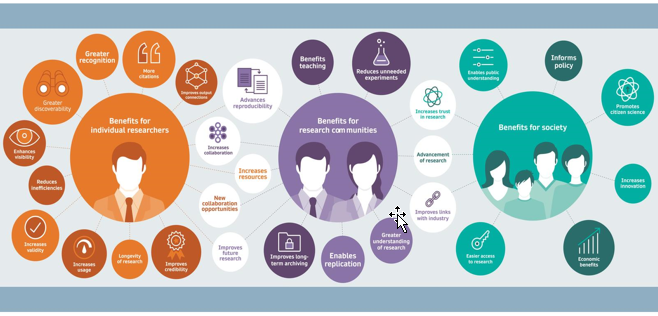 Greater
recognition
More
citations
Improves output
connections
Greater
discoverability
Benefits for
individual researchers
Enhances
visibility
Reduces
inefficiencies
Increases
validity
Increases
usage
Longevity
of research
Improves
credibility
Advances
reproducibility
Increases
collaboration
Increases
resources
New
collaboration
opportunities
Improves
future
research
Benefits
teaching
Reduces unneeded
experiments
Benefits for
research communities
Improves long-
term archiving
Enables
replication
Greater
understanding
of research
Increases trust
in research
Advancement
of research
Improves links
with industry
Enables public
understanding
Informs
policy
Promotes
citizen science
Benefits for society
Increases
innovation
Easier access
to research
Economic
benefits